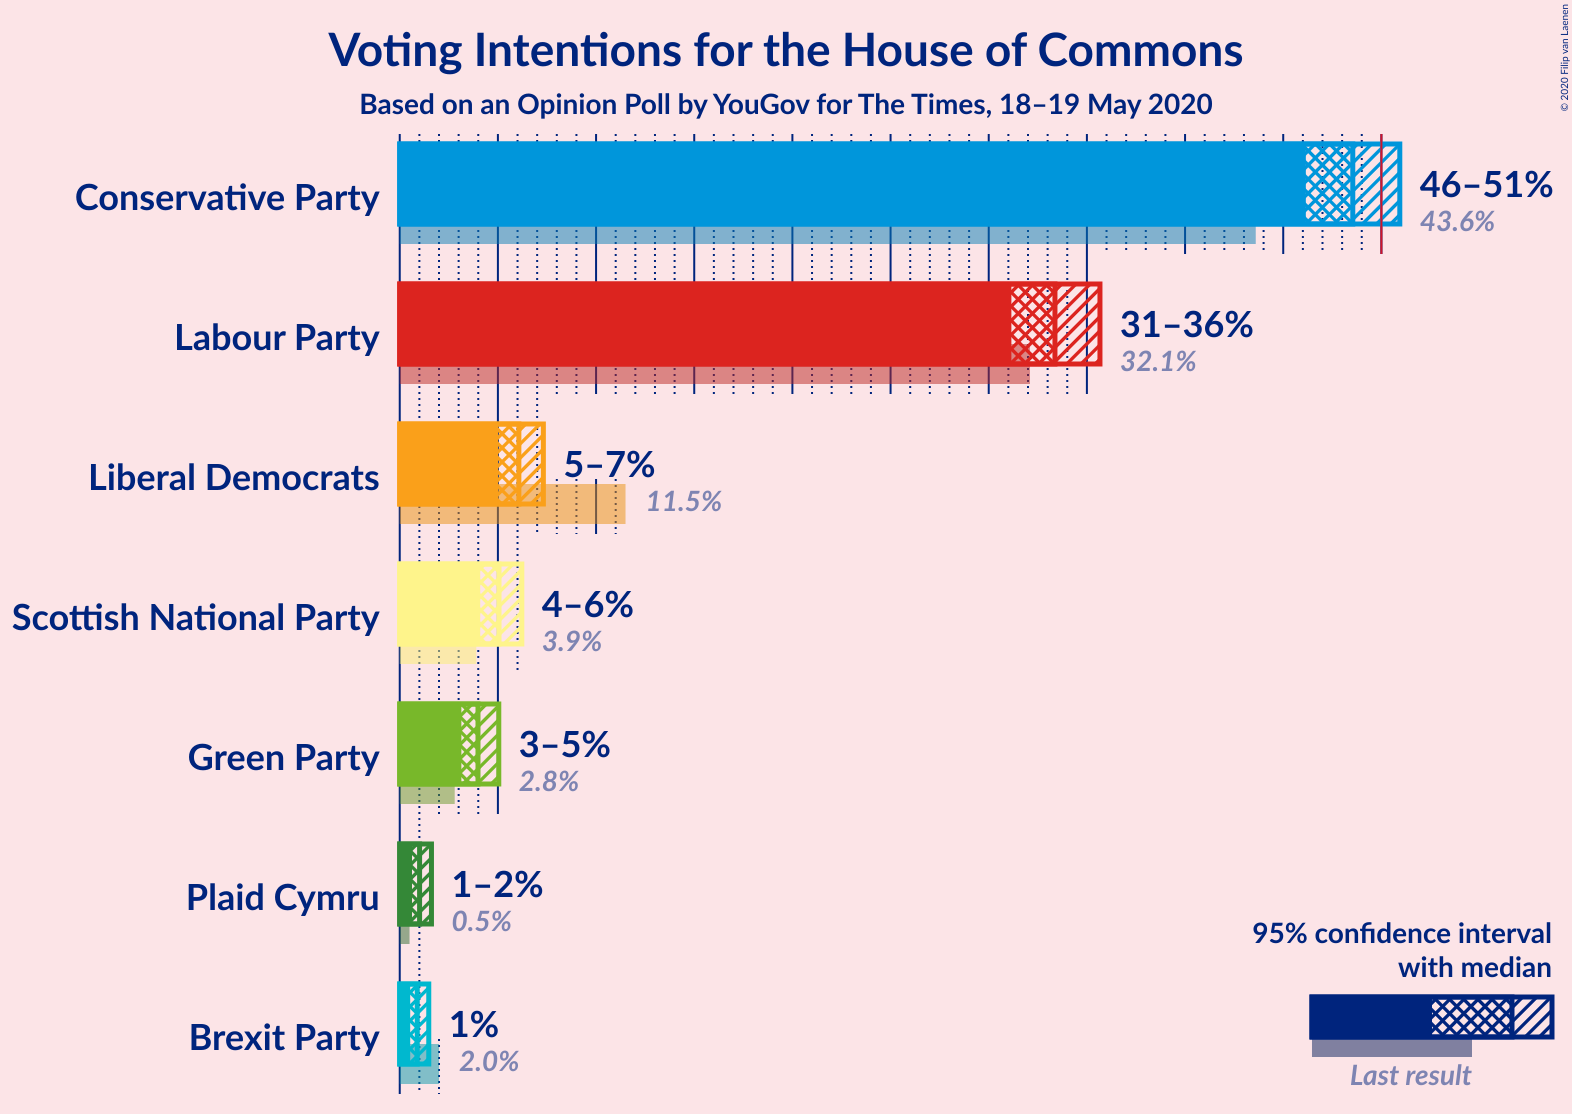 Voting Intentions for the House of Commons
Based on an Opinion Poll by YouGov for The Times, 18–19 May 2020
© 2020 Filip van Laenen
Conservative Party
46–51%
43.6%
Labour Party
31–36%
32.1%
Liberal Democrats
5–7%
11.5%
Scottish National Party
4–6%
3.9%
Green Party
3–5%
2.8%
Plaid Cymru
1–2%
0.5%
Brexit Party
1%
2.0%
95% confidence interval
with median
Last result